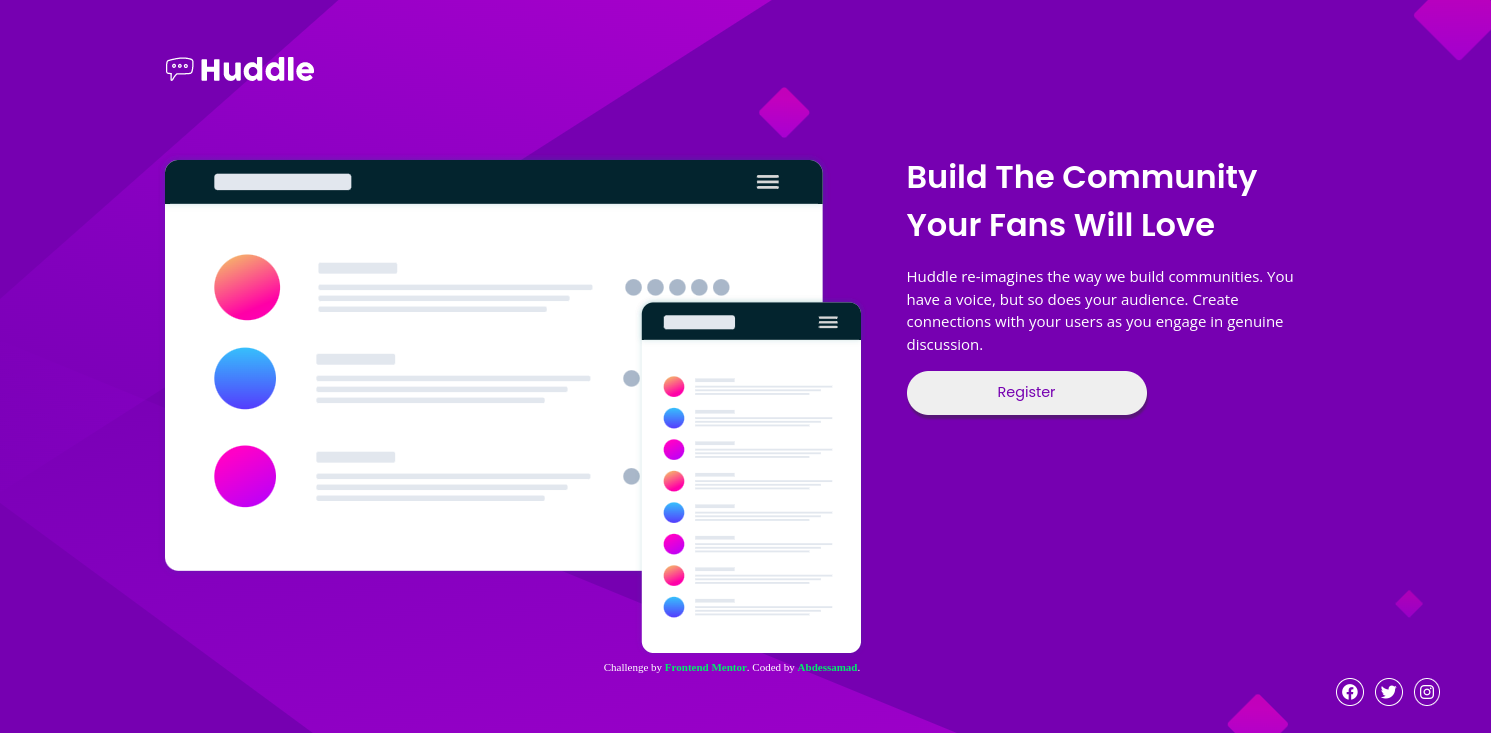 Huddle
Build The Community
Your Fans Will Love
Huddle re-imagines the way we build communities. You
have a voice, but so does your audience. Create
connections with your users as you engage in genuine
discussion.
Register
Challenge by Frontend Mentor. Coded by Abdessamad.